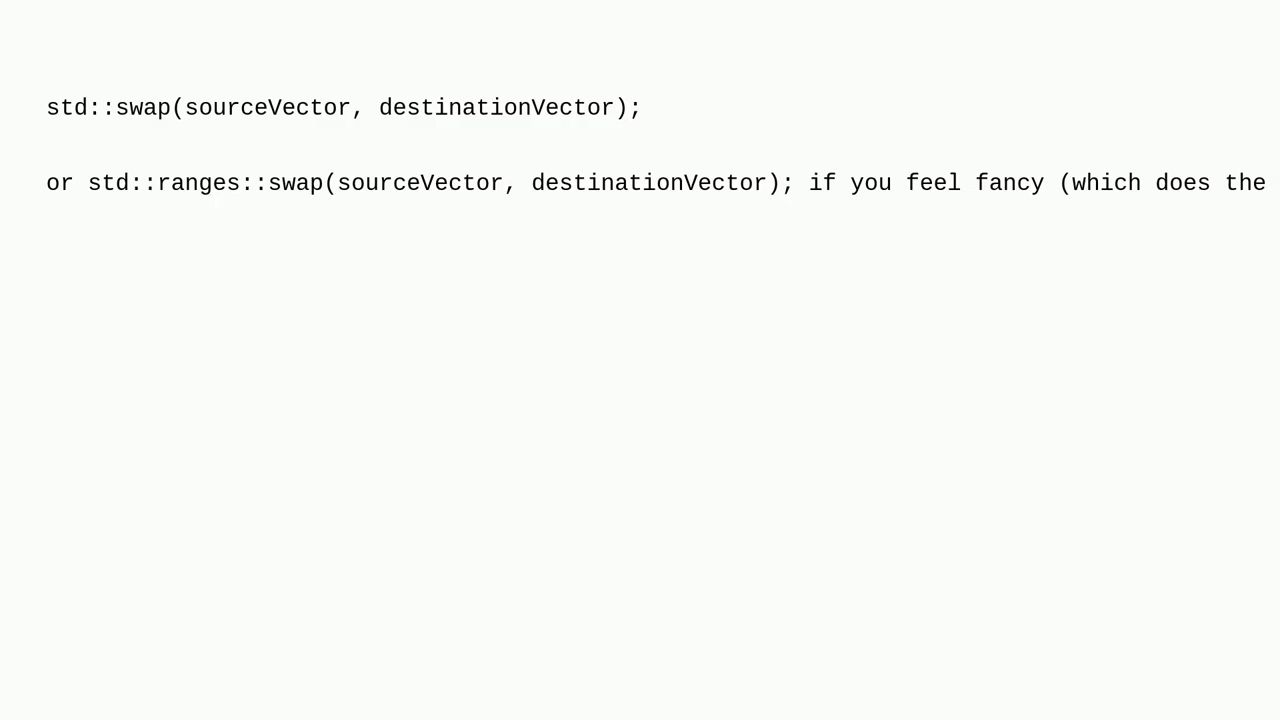 std::swap(sourceVector, destinationVector);
or std::ranges::swap(sourceVector, destinationVector); if you feel fancy (which does the